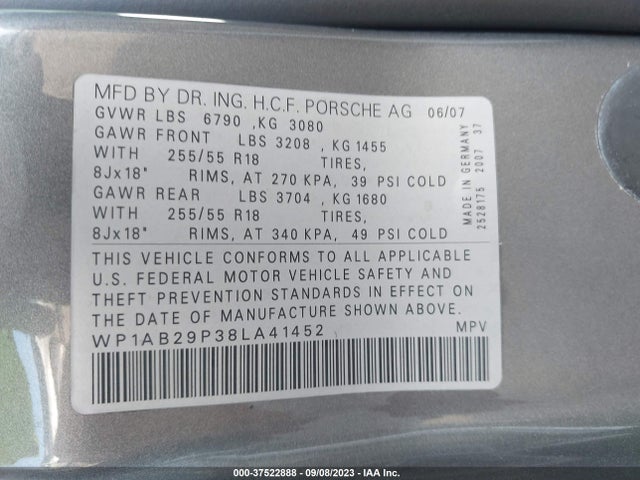 MFD BY DR. ING. H.C.F. PORSCHE AG 06/07
GVWR LBS 6790 ,KG 3080
GAWR FRONT LBS 3208 , KG 1455
WITH 255/55 R18 TIRES,
8Jx18" RIMS, AT 270 KPA, 39 PSI COLD
GAWR REAR LBS 3704 , KG 1680
WITH 255/55 R18 TIRES,
8Jx18" RIMS, AT 340 KPA, 49 PSI COLD
THIS VEHICLE CONFORMS TO ALL APPLICABLE
U.S. FEDERAL MOTOR VEHICLE SAFETY AND
THEFT PREVENTION STANDARDS IN EFFECT ON
THE DATE OF MANUFACTURE SHOWN ABOVE.
WP1AB29P38LA41452 MPV
MADE IN GERMANY
2528175 2007 37
000-37522888 - 09/08/2023 - IAA Inc.